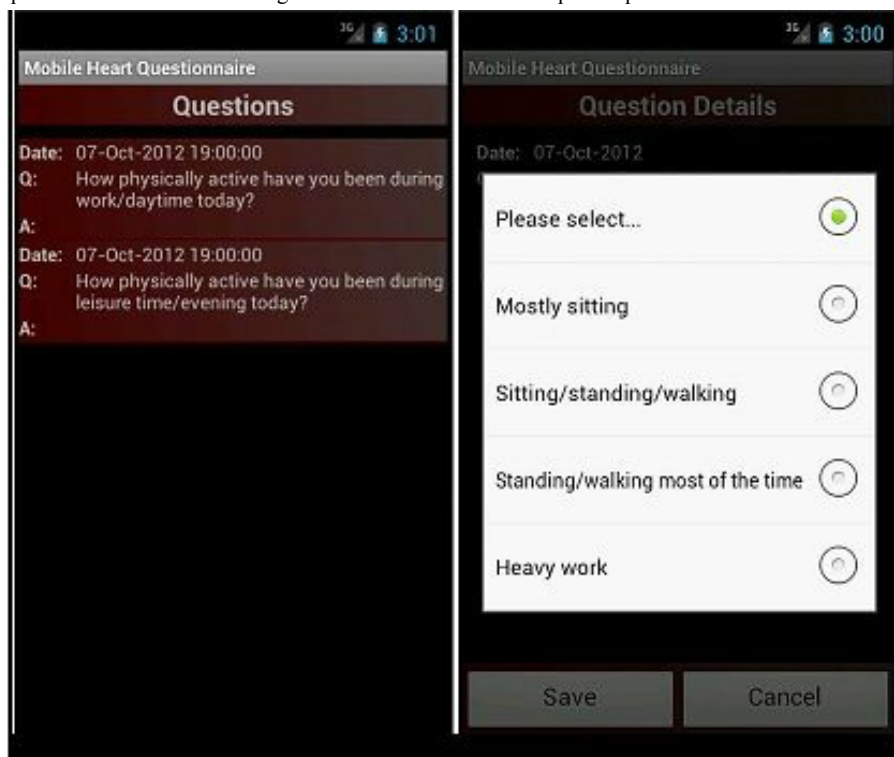 3G 3:01
Mobile Heart Questionnaire
Questions
Date: 07-Oct-2012 19:00:00
Q: How physically active have you been during
work/daytime today?
A:
Date: 07-Oct-2012 19:00:00
Q: How physically active have you been during
leisure time/evening today?
A:
3G 3:00
Mobile Heart Questionnaire
Question Details
Date: 07-Oct-2012
Please select...
Mostly sitting
Sitting/standing/walking
Standing/walking most of the time
Heavy work
Save Cancel